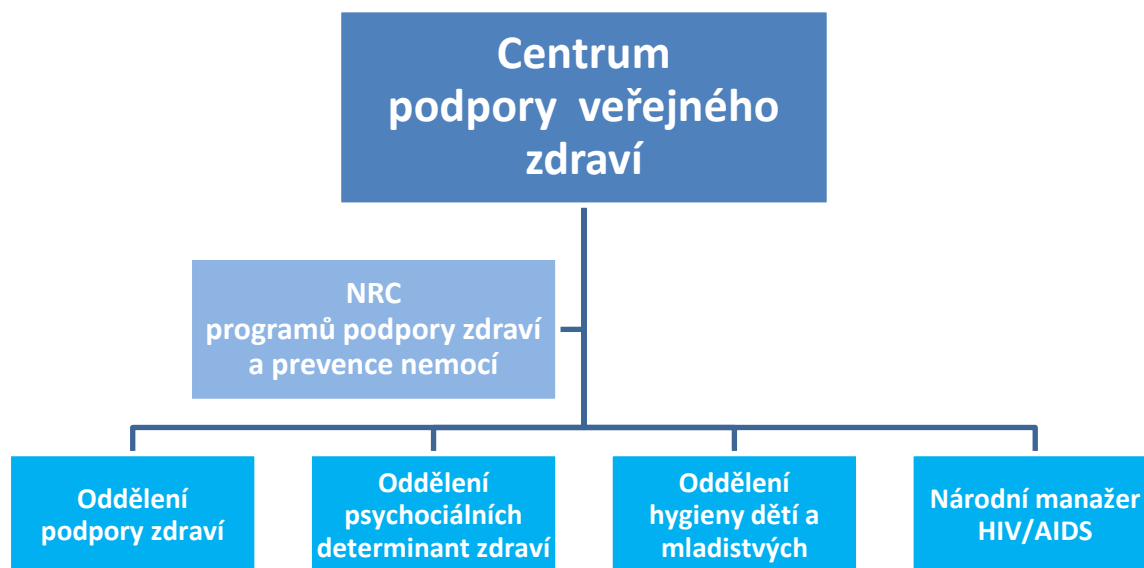 Centrum
podpory veřejného
zdraví
NRC
programů podpory zdraví
a prevence nemocí
Oddělení
podpory zdraví
Oddělení
psychociálních
determinant zdraví
Oddělení
hygieny dětí a
mladistvých
Národní manažer
HIV/AIDS